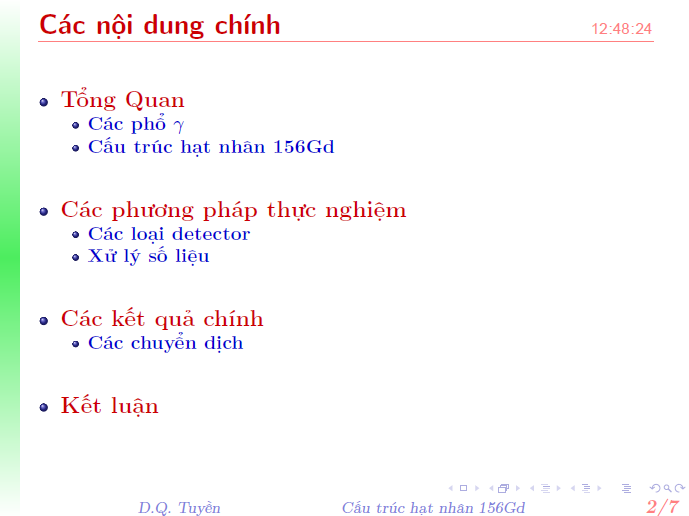 Các nội dung chính
12:48:24
Tổng Quan
Các phổ γ
Cấu trúc hạt nhân 156Gd
Các phương pháp thực nghiệm
Các loại detector
Xử lý số liệu
Các kết quả chính
Các chuyển dịch
Kết luận
D.Q. Tuyền Cấu trúc hạt nhân 156Gd 2/7